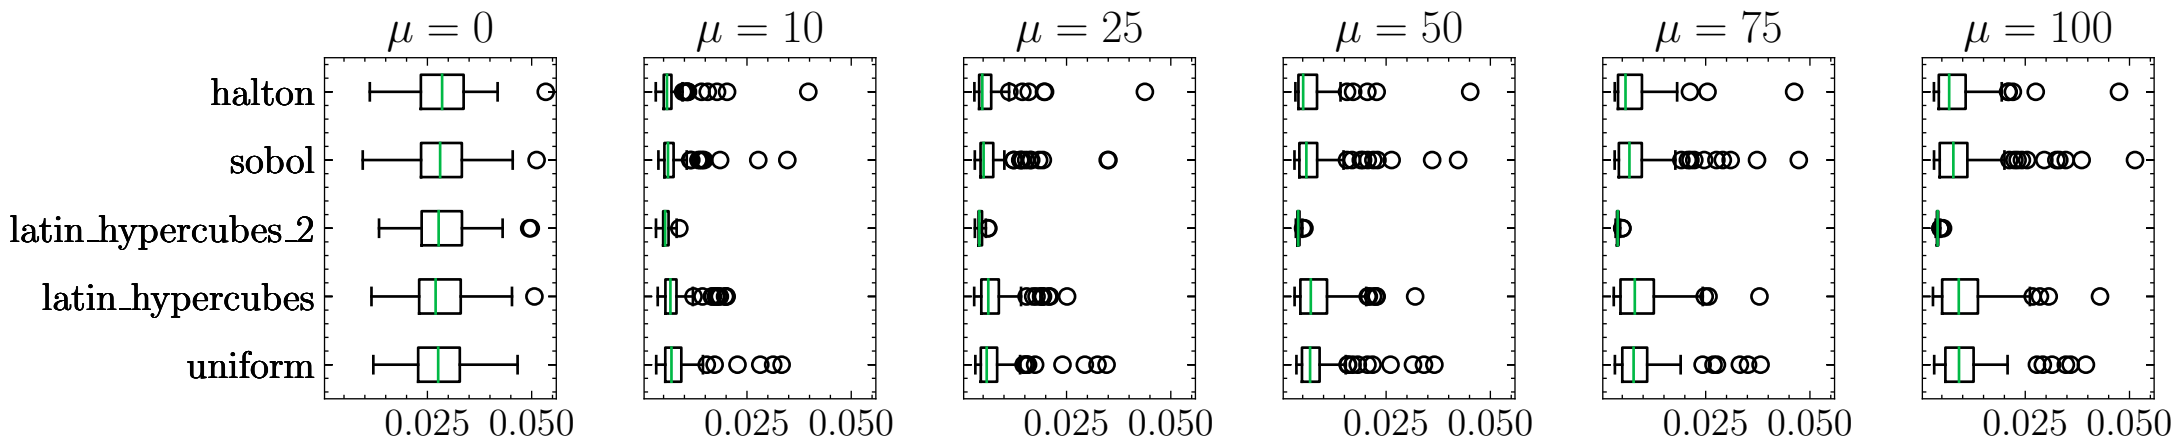 μ = 0 μ = 10 μ = 25 μ = 50 μ = 75 μ = 100
halton
sobol
latin_hypercubes_2
latin_hypercubes
uniform
0.025 0.050 0.025 0.050 0.025 0.050 0.025 0.050 0.025 0.050 0.025 0.050